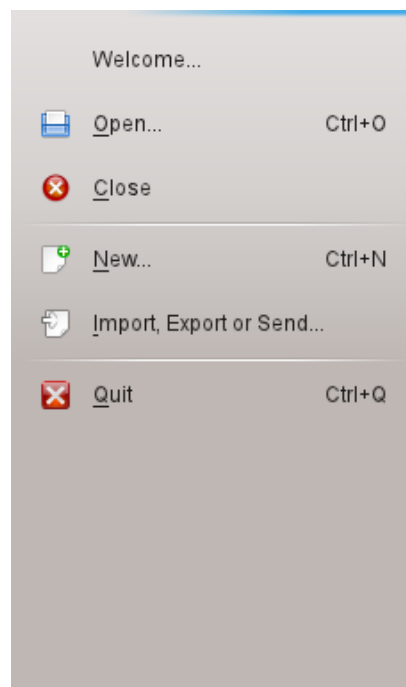 Welcome...
Open... Ctrl+O
Close
New... Ctrl+N
Import, Export or Send...
Quit Ctrl+Q